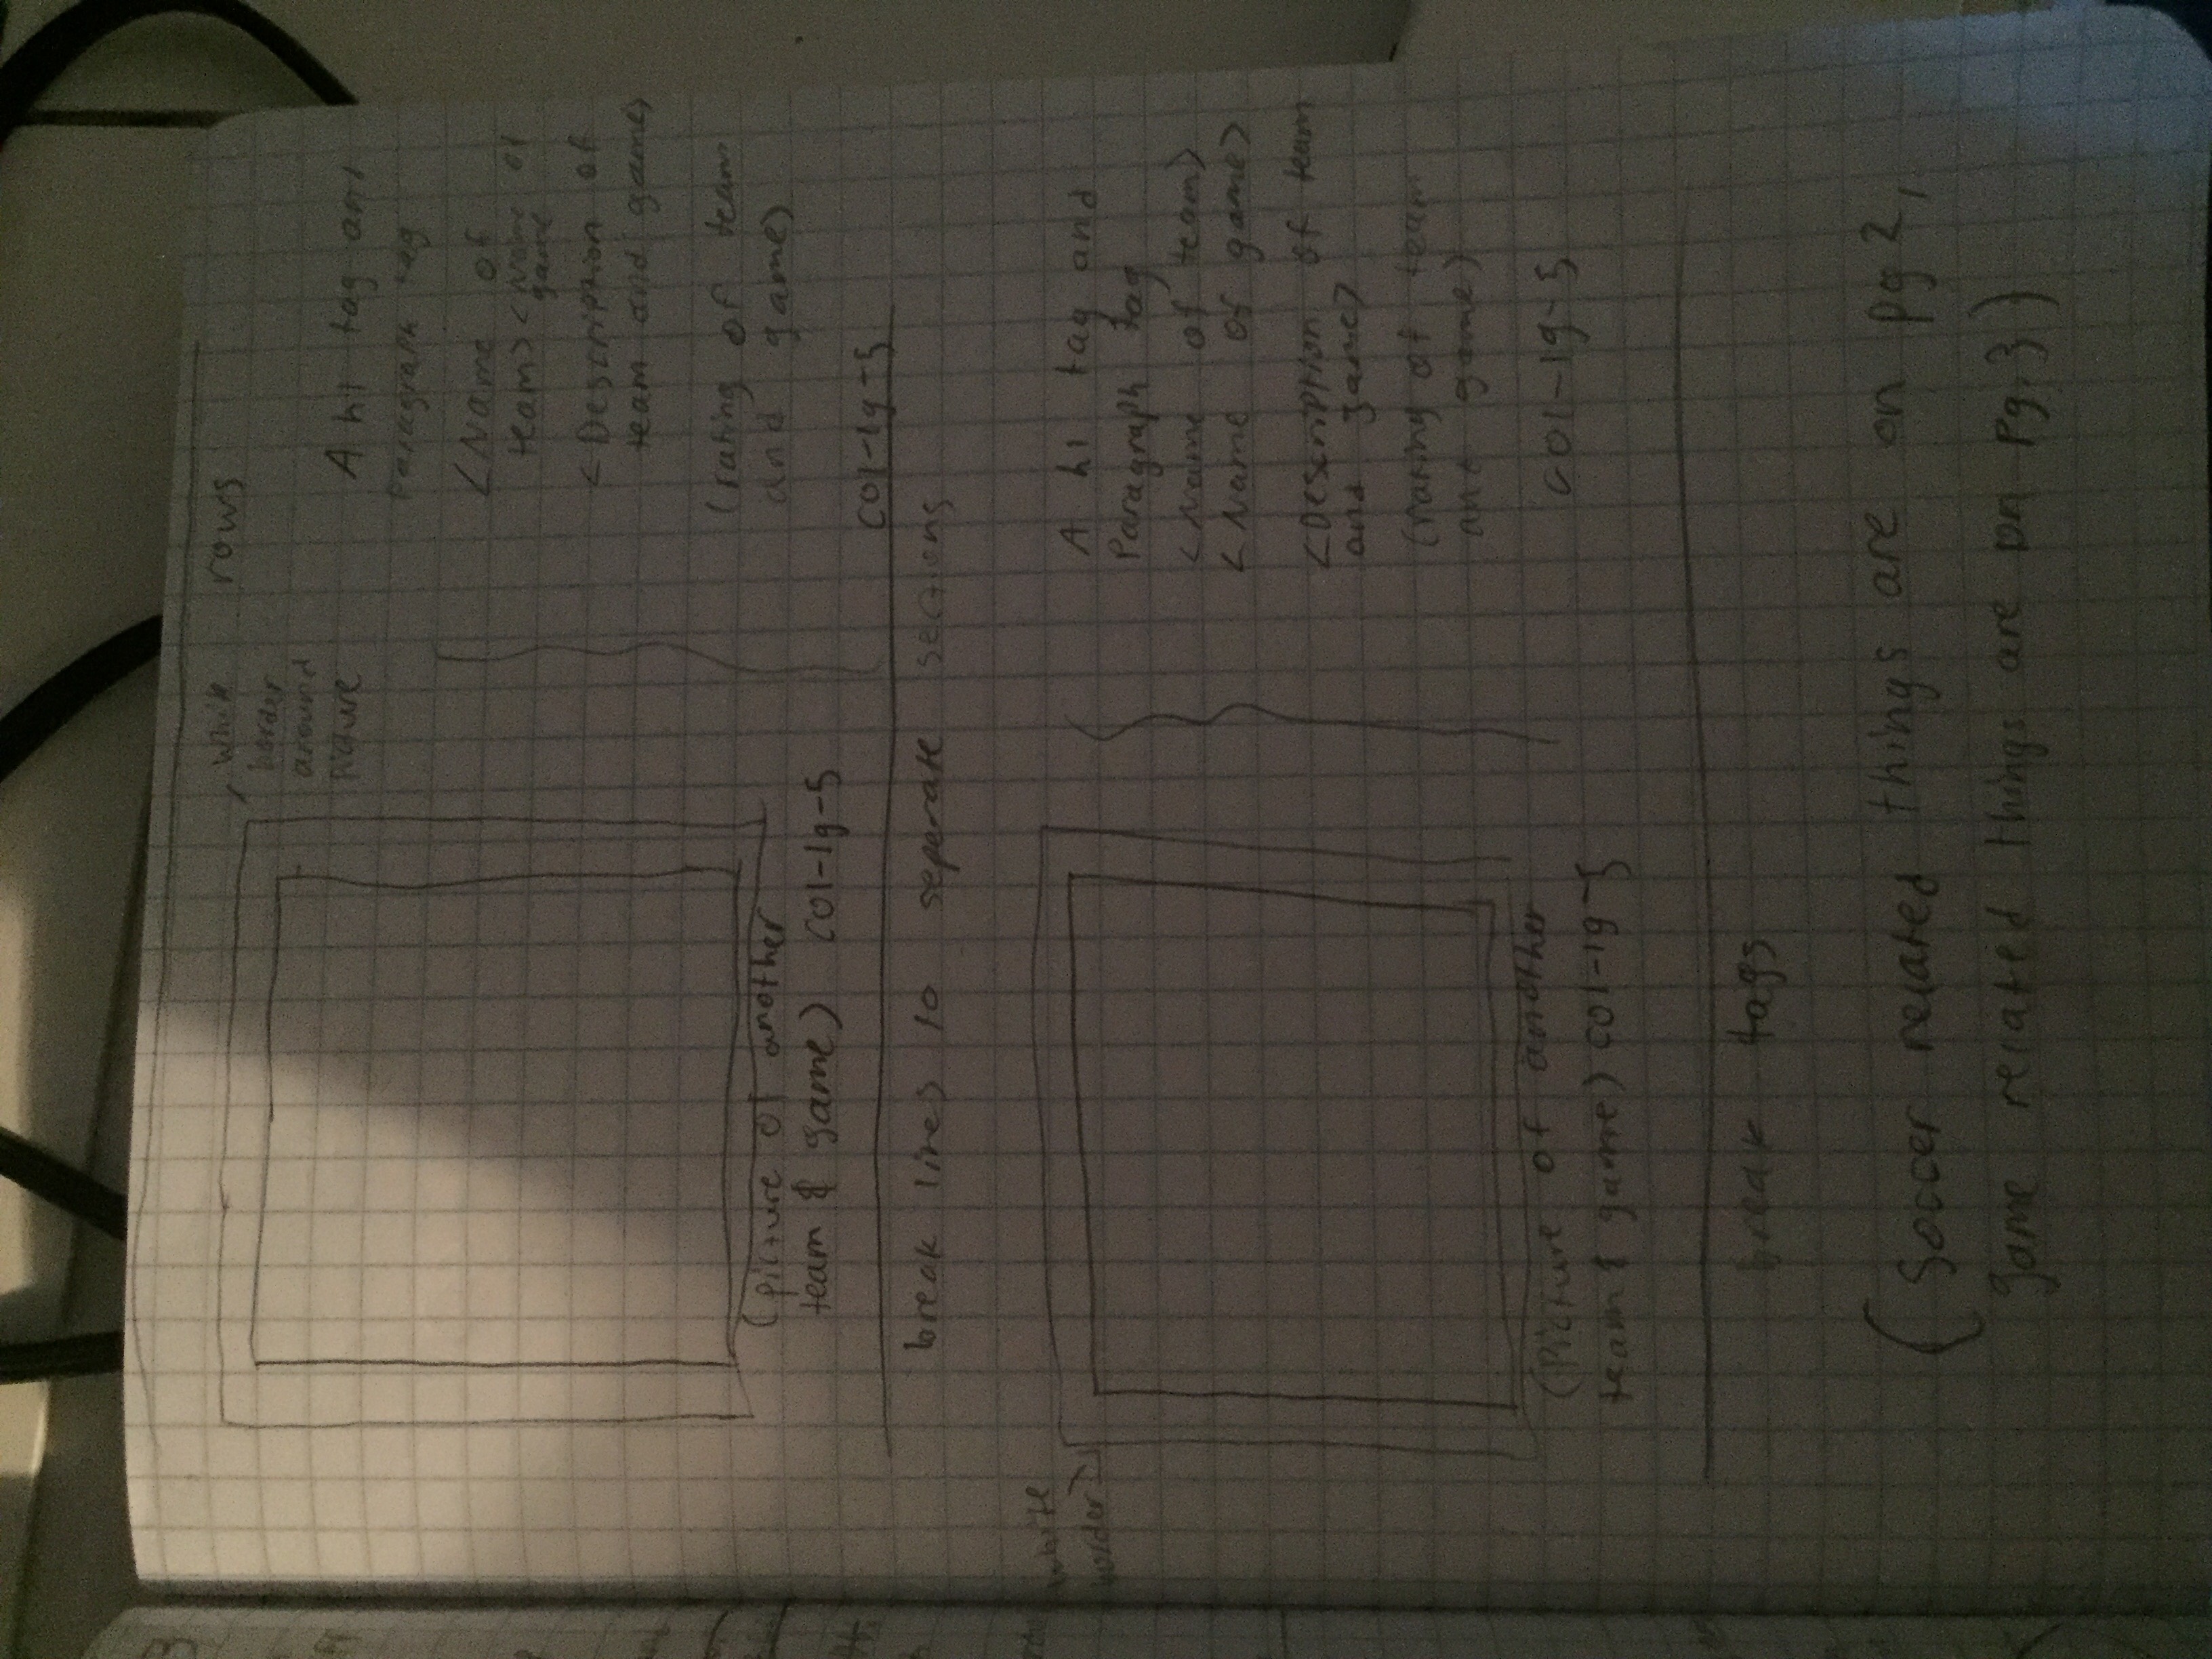 rows
white
border
around
picture
A h1 tag and
Paragraph tag
<Name of
team> <Name of
game
<Description of
team and game>
(rating of team
and game)
(picture of another
team & game) col-lg-5
col-lg-5
break lines to seperate sections
white
border
A h1 tag and
Paragraph tag
<Name of team>
<Name of game>
<Description of team
and game>
(rating of team
and game)
(Picture of another
team & game) col-lg-5
col-lg-5
break tags
(Soccer related things are on pg 2,
game related things are on pg. 3)